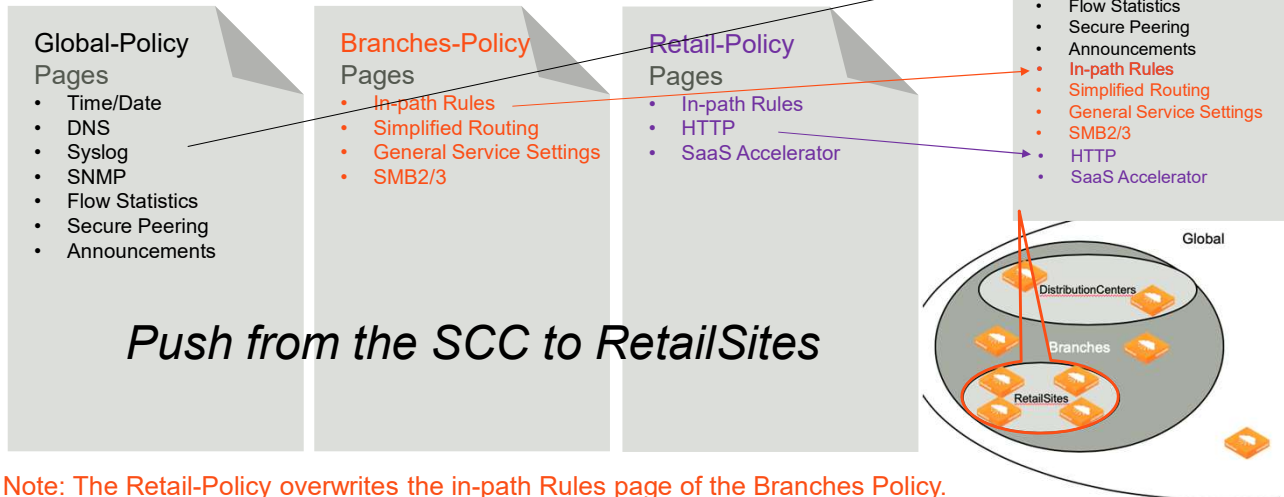 Global-Policy
Pages
• Time/Date
• DNS
• Syslog
• SNMP
• Flow Statistics
• Secure Peering
• Announcements
Branches-Policy
Pages
• In-path Rules
• Simplified Routing
• General Service Settings
• SMB2/3
Retail-Policy
Pages
• In-path Rules
• HTTP
• SaaS Accelerator
• Flow Statistics
• Secure Peering
• Announcements
• In-path Rules
• Simplified Routing
• General Service Settings
• SMB2/3
• HTTP
• SaaS Accelerator
Push from the SCC to RetailSites
Global
DistributionCenters
Branches
RetailSites
Note: The Retail-Policy overwrites the in-path Rules page of the Branches Policy.